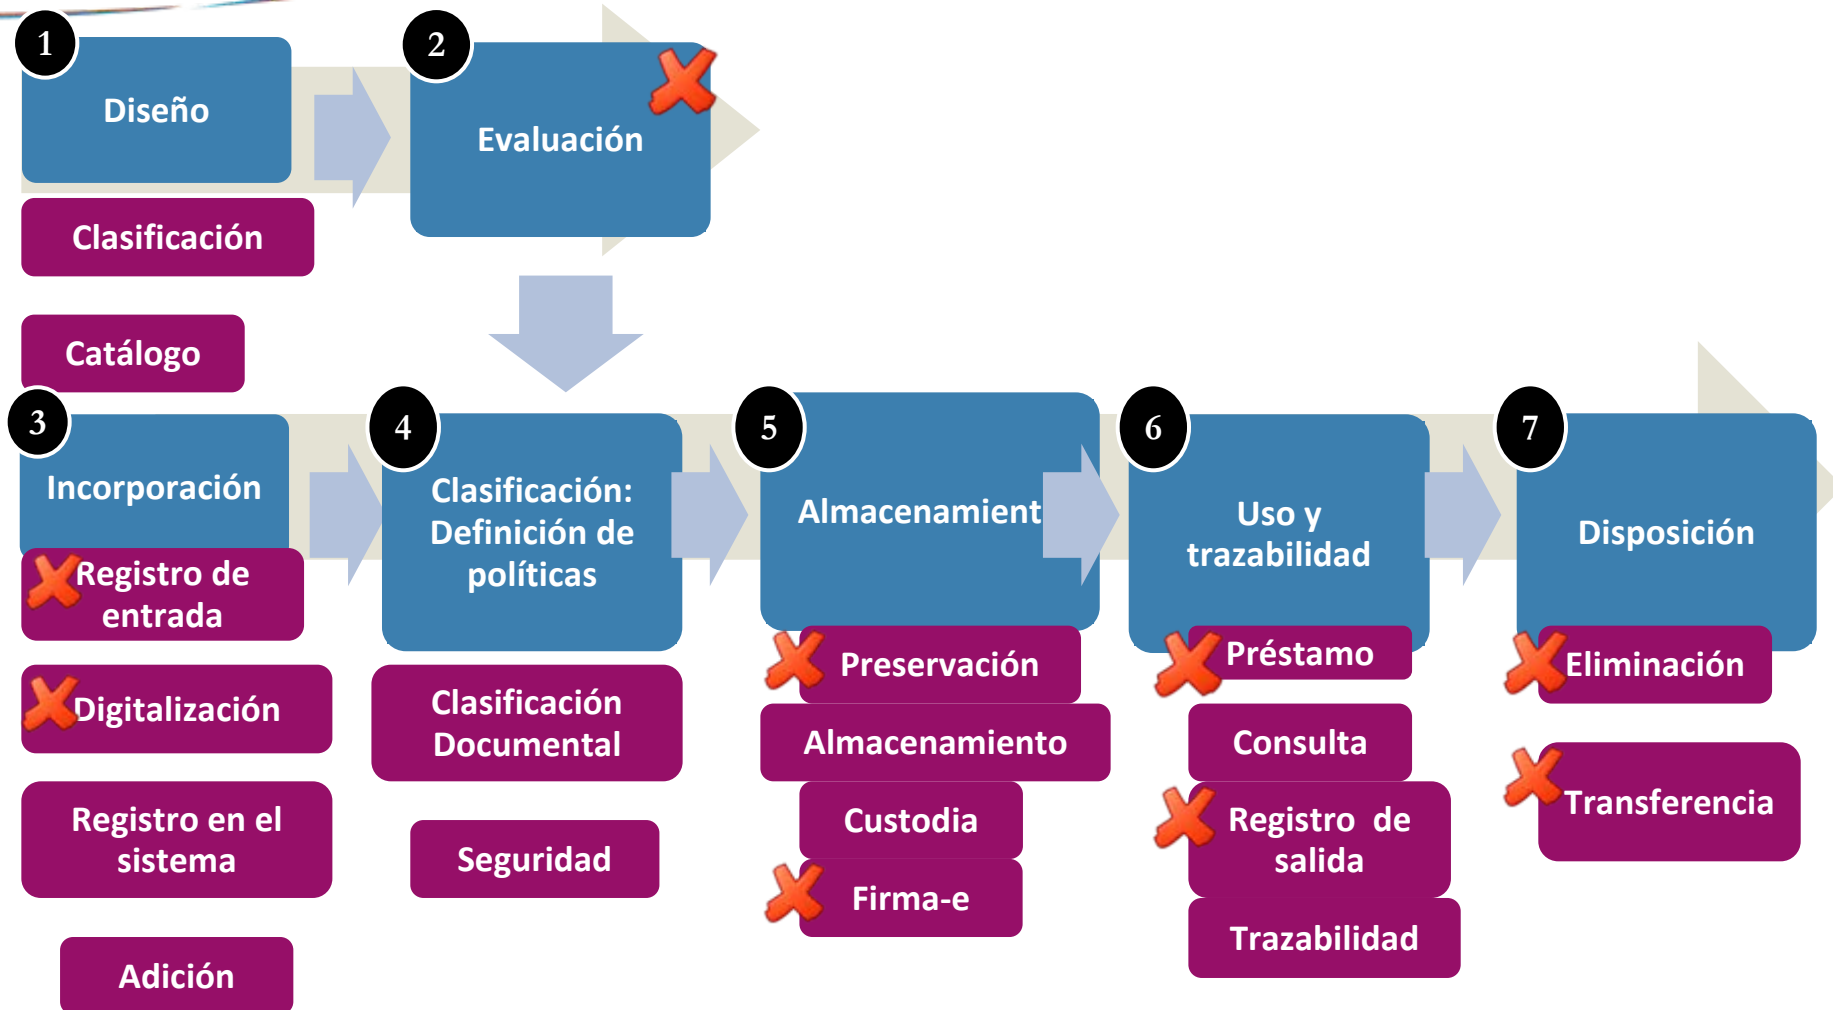 1
Diseño
Clasificación
Catálogo
2
Evaluación
3
Incorporación
Registro de
entrada
Digitalización
Registro en el
sistema
Adición
4
Clasificación:
Definición de
políticas
Clasificación
Documental
Seguridad
5
Almacenamient
Preservación
Almacenamiento
Custodia
Firma-e
6
Uso y
trazabilidad
Préstamo
Consulta
Registro de
salida
Trazabilidad
7
Disposición
Eliminación
Transferencia